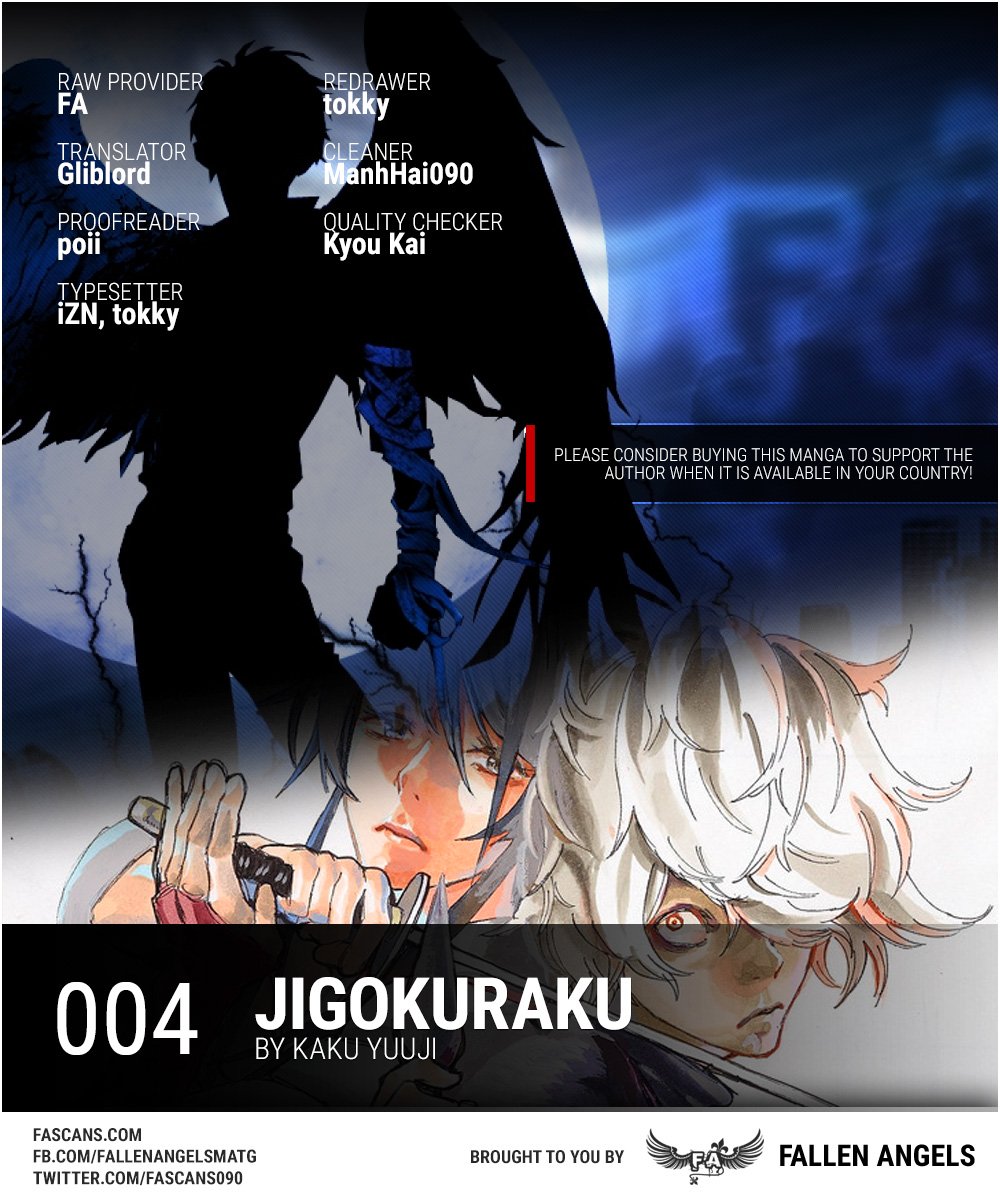 RAW PROVIDER
FA
TRANSLATOR
Gliblord
PROOFREADER
poii
TYPESETTER
iZN, tokky
REDRAWER
tokky
CLEANER
ManhHai090
QUALITY CHECKER
Kyou Kai
PLEASE CONSIDER BUYING THIS MANGA TO SUPPORT THE
AUTHOR WHEN IT IS AVAILABLE IN YOUR COUNTRY!
004
JIGOKURAKU
BY KAKU YUUJI
FASCANS.COM
FB.COM/FALLENANGELSMATG
TWITTER.COM/FASCANS090
BROUGHT TO YOU BY
FA
FALLEN ANGELS